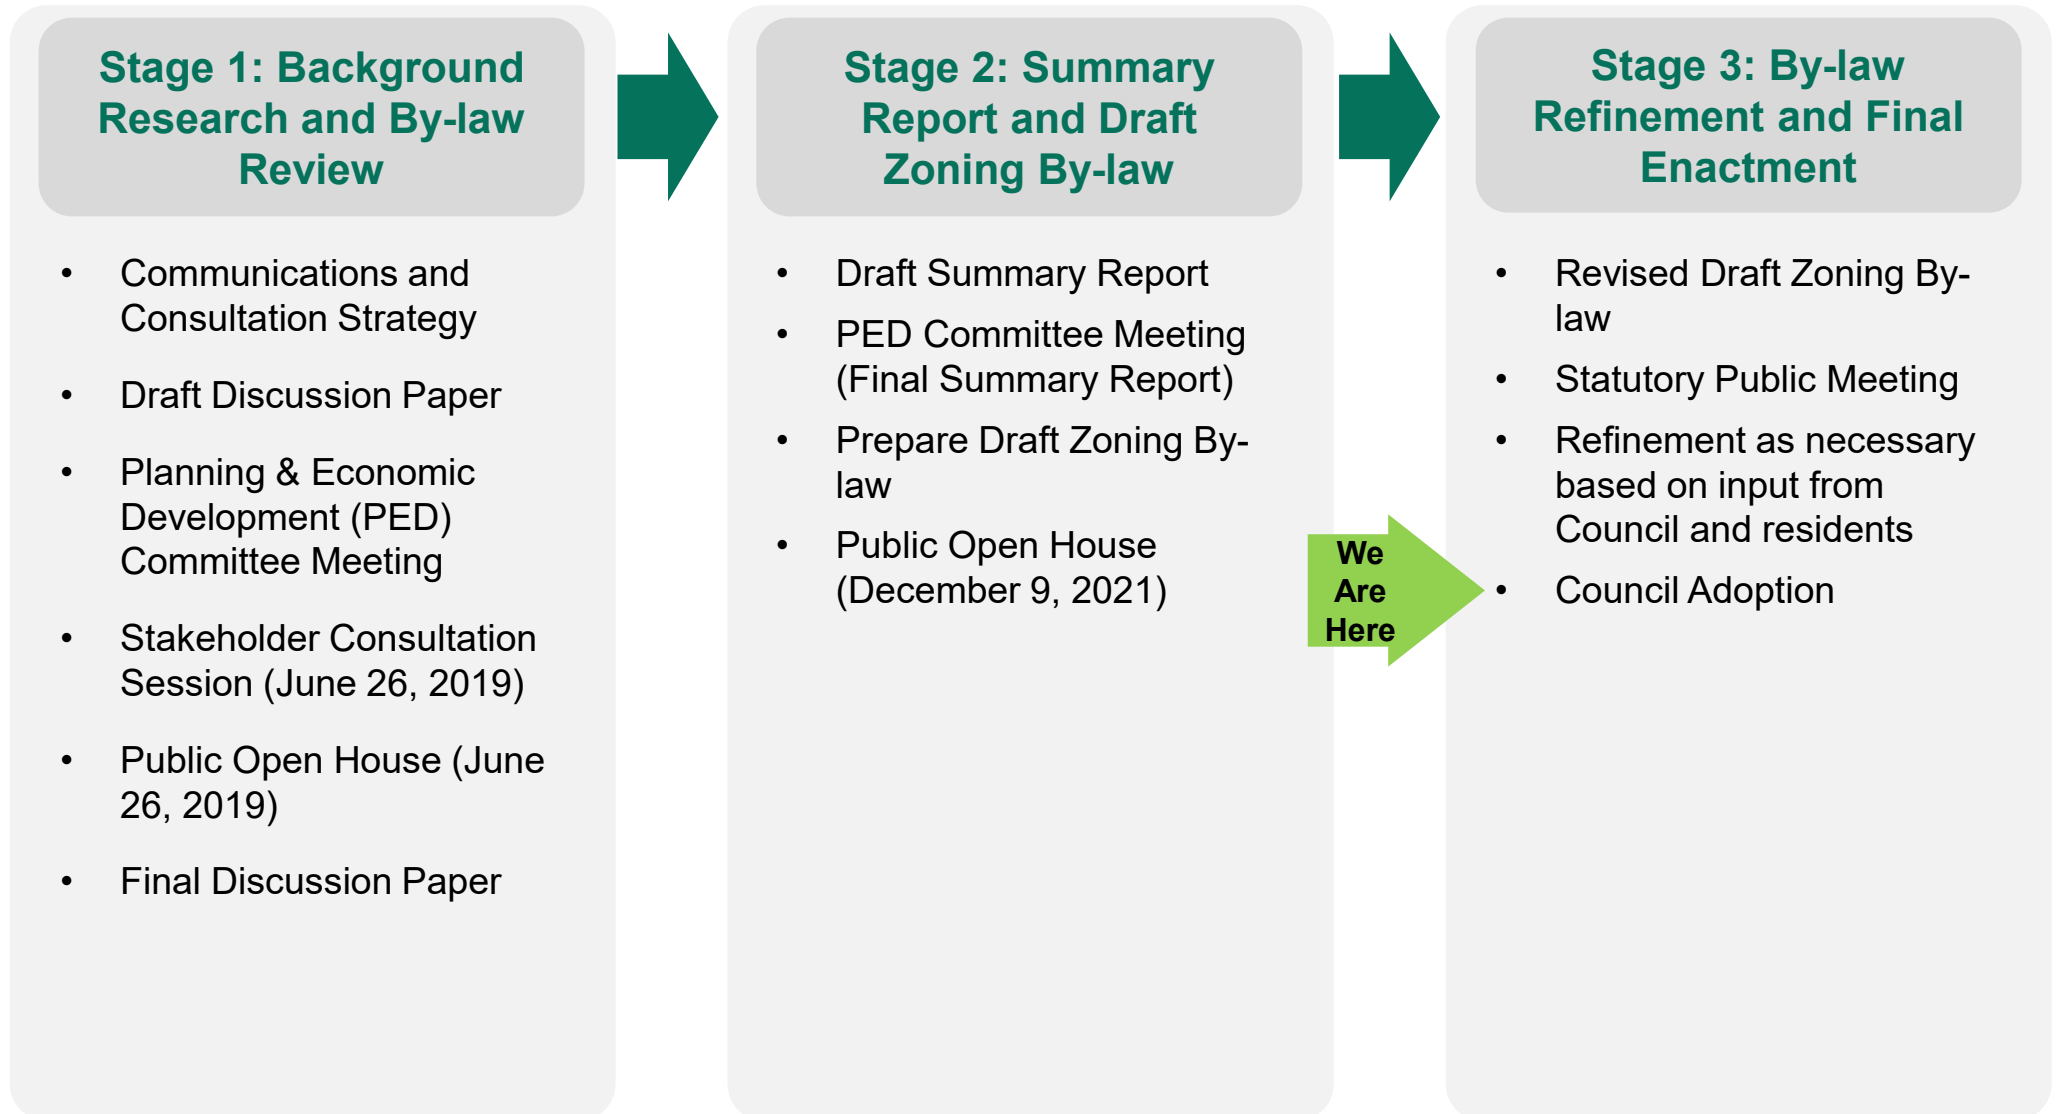 Stage 1: Background
Research and By-law
Review
• Communications and
Consultation Strategy
• Draft Discussion Paper
• Planning & Economic
Development (PED)
Committee Meeting
• Stakeholder Consultation
Session (June 26, 2019)
• Public Open House (June
26, 2019)
• Final Discussion Paper
Stage 2: Summary
Report and Draft
Zoning By-law
• Draft Summary Report
• PED Committee Meeting
(Final Summary Report)
• Prepare Draft Zoning By-
law
• Public Open House
(December 9, 2021)
We
Are
Here
Stage 3: By-law
Refinement and Final
Enactment
• Revised Draft Zoning By-
law
• Statutory Public Meeting
• Refinement as necessary
based on input from
Council and residents
• Council Adoption